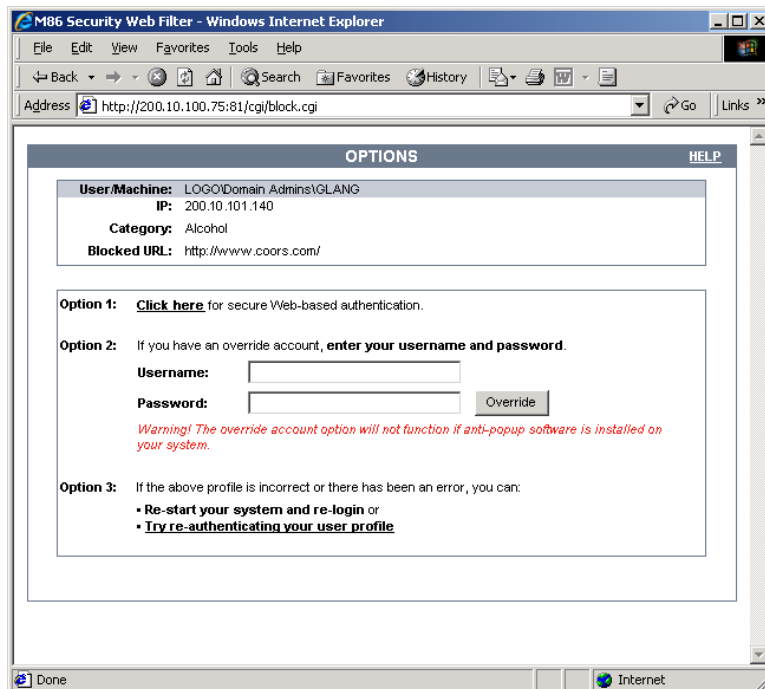 M86 Security Web Filter - Windows Internet Explorer
File Edit View Favorites Tools Help
Back Search Favorites History
Address http://200.10.100.75:81/cgi/block.cgi Go Links »
OPTIONS HELP
User/Machine: LOGO\Domain Admins\GLANG
IP: 200.10.101.140
Category: Alcohol
Blocked URL: http://www.coors.com/
Option 1: Click here for secure Web-based authentication.
Option 2: If you have an override account, enter your username and password.
Username:
Password: Override
Warning! The override account option will not function if anti-popup software is installed on
your system.
Option 3: If the above profile is incorrect or there has been an error, you can:
▪ Re-start your system and re-login or
▪ Try re-authenticating your user profile
Done Internet